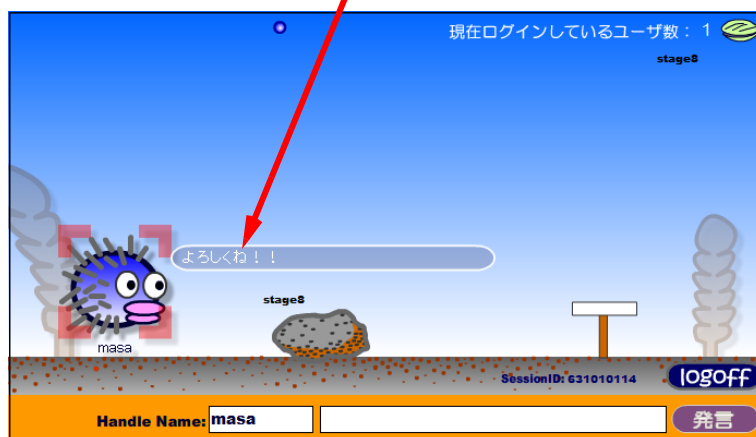 現在ログインしているユーザ数： 1
stage8
よろしくね！！
stage8
masa
SessionID: 631010114
logoff
Handle Name: masa
発言